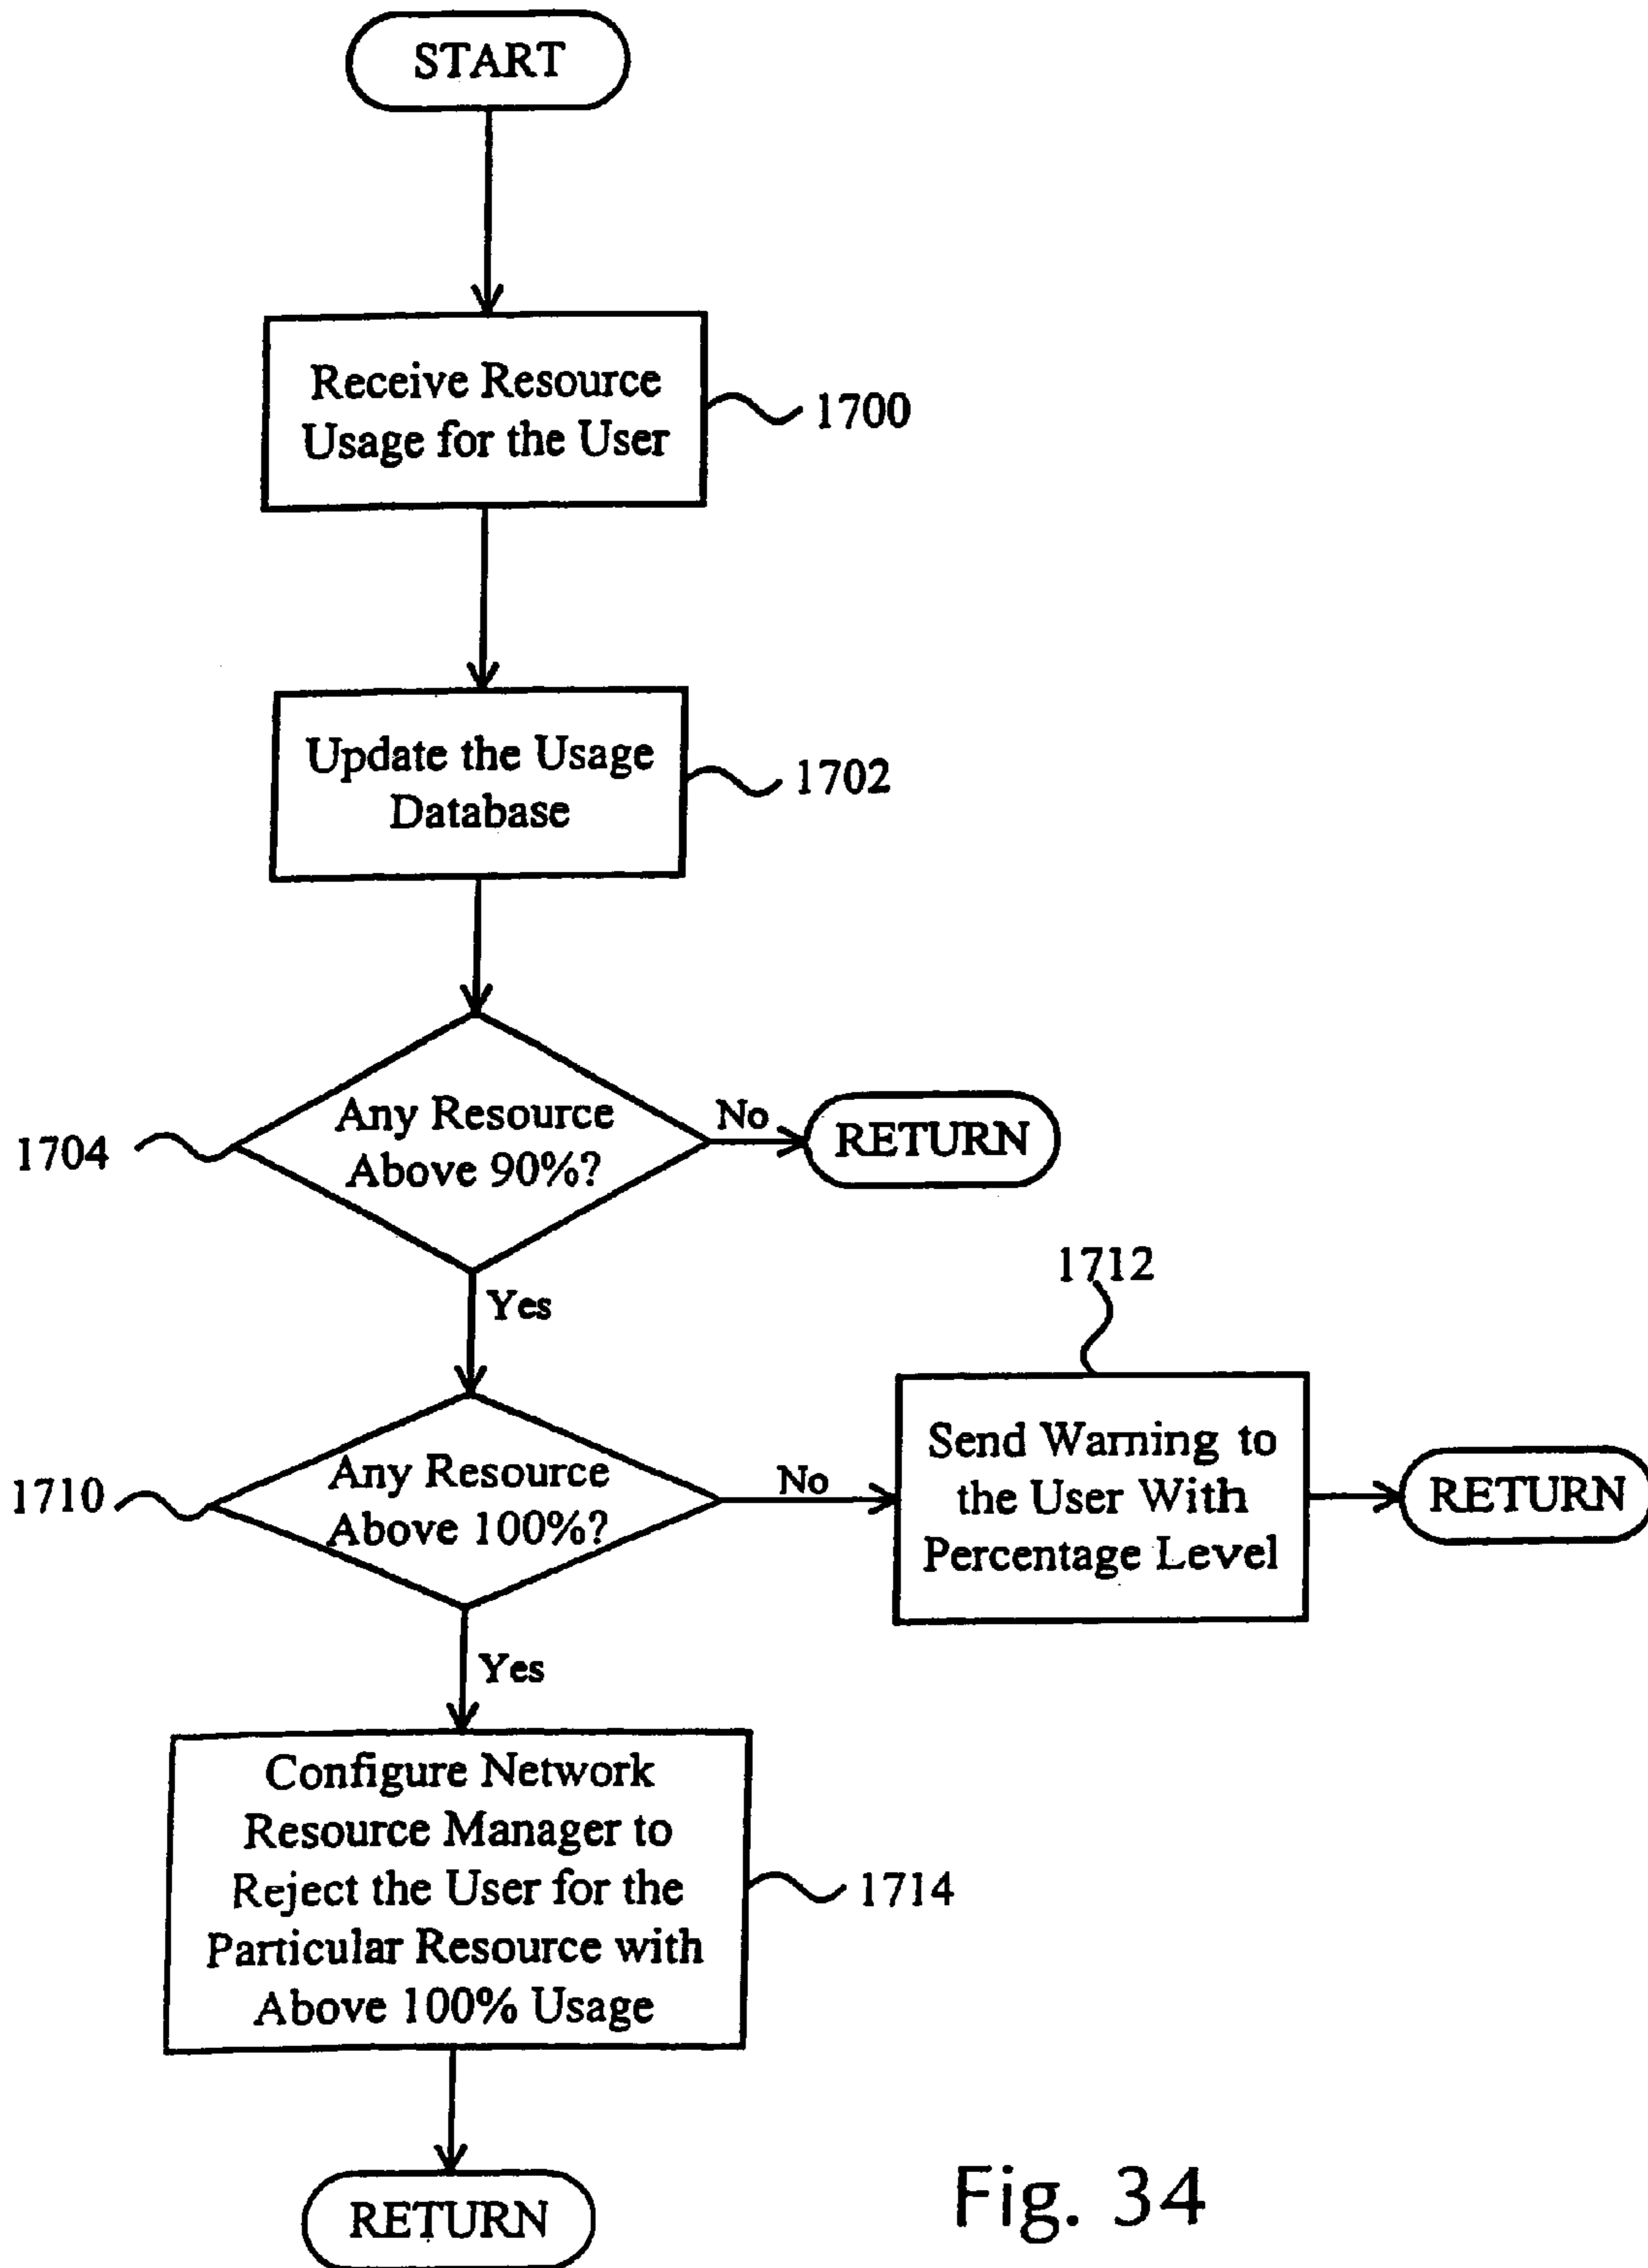 START
Receive Resource
Usage for the User
1700
Update the Usage
Database
1702
Any Resource
Above 90%?
1704
No
RETURN
Yes
1712
Any Resource
Above 100%?
1710
No
Send Warning to
the User With
Percentage Level
RETURN
Yes
Configure Network
Resource Manager to
Reject the User for the
Particular Resource with
Above 100% Usage
1714
RETURN
Fig. 34